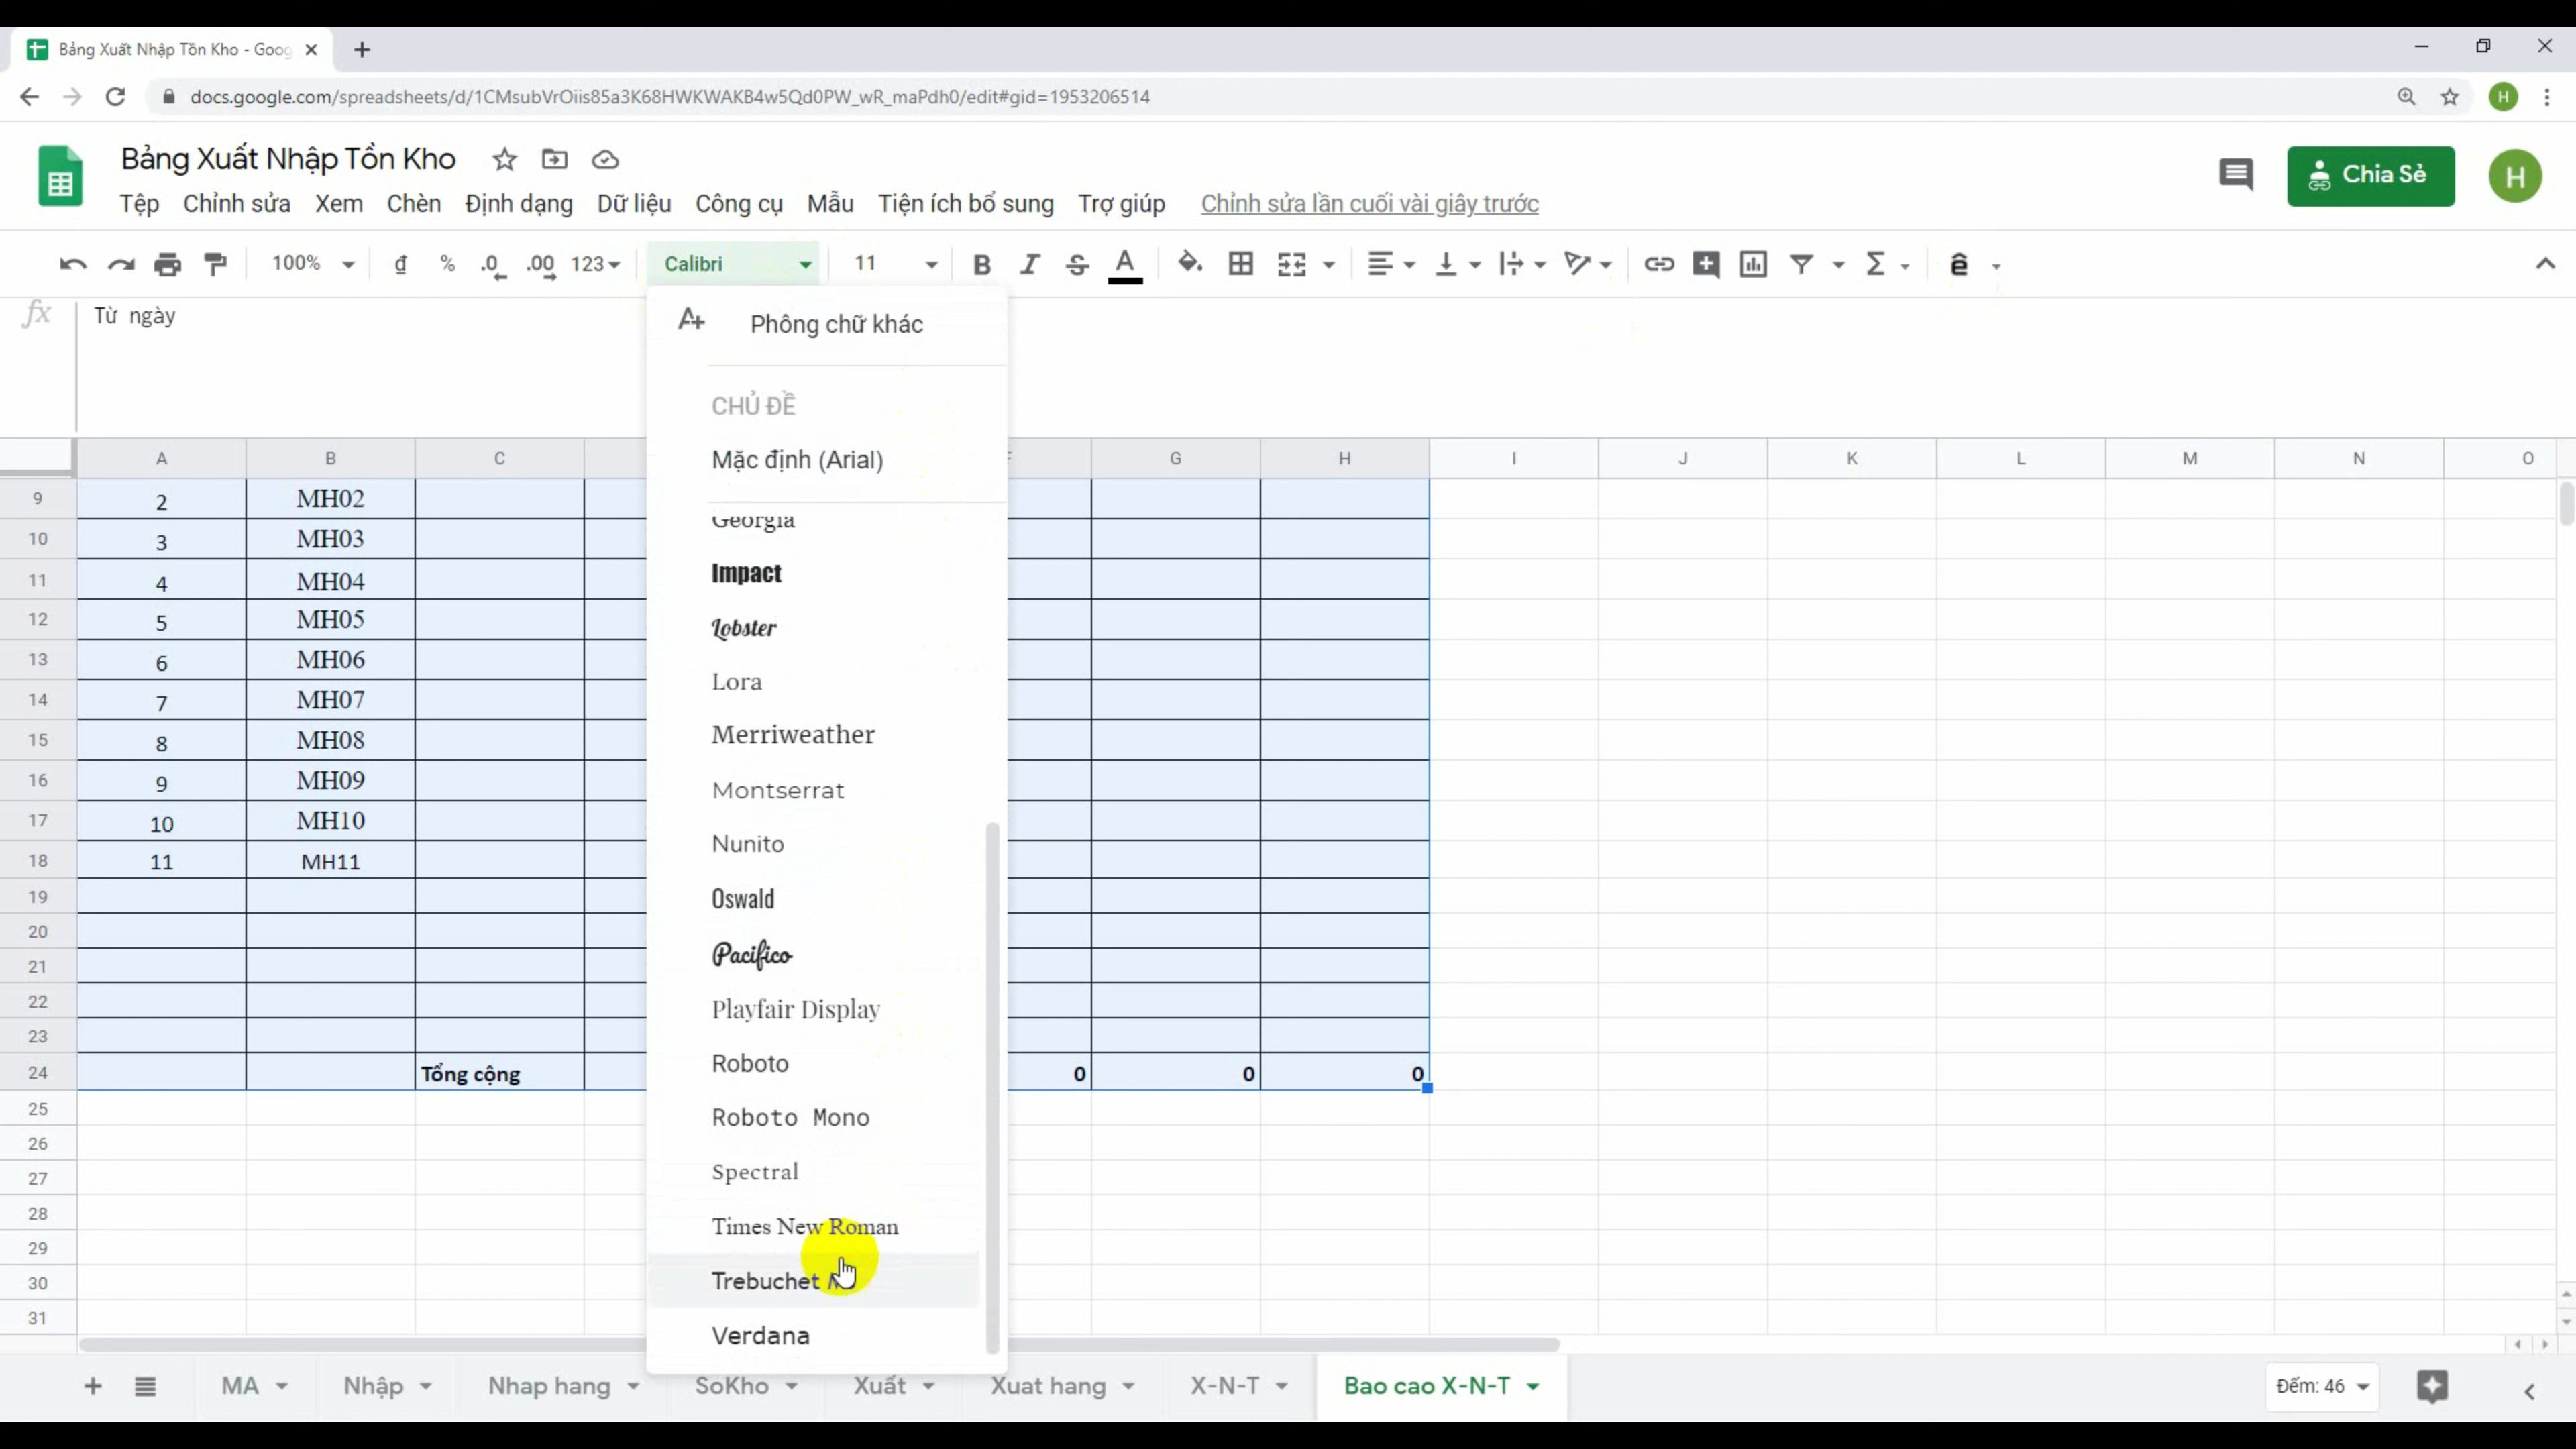 Bảng Xuất Nhập Tồn Kho - Goog
docs.google.com/spreadsheets/d/1CMsubVrOiis85a3K68HWKWAKB4w5Qd0PW_wR_maPdh0/edit#gid=1953206514
H
Bảng Xuất Nhập Tồn Kho
Chia Sẻ
H
Tệp Chỉnh sửa Xem Chèn Định dạng Dữ liệu Công cụ Mẫu Tiện ích bổ sung Trợ giúp Chỉnh sửa lần cuối vài giây trước
100% đ % .0 .00 123 Calibri 11 B I S A Σ ê
fx Từ ngày
Phông chữ khác
CHỦ ĐỀ
Mặc định (Arial)
Georgia
Impact
Lobster
Lora
Merriweather
Montserrat
Nunito
Oswald
Pacifico
Playfair Display
Roboto
Roboto Mono
Spectral
Times New Roman
Trebuchet
Verdana
A B C G H I J K L M N O
9 2 MH02
10 3 MH03
11 4 MH04
12 5 MH05
13 6 MH06
14 7 MH07
15 8 MH08
16 9 MH09
17 10 MH10
18 11 MH11
19
20
21
22
23
24 Tổng cộng 0 0 0
25
26
27
28
29
30
31
MA Nhập Nhap hang SoKho Xuất Xuat hang X-N-T Bao cao X-N-T Đếm: 46